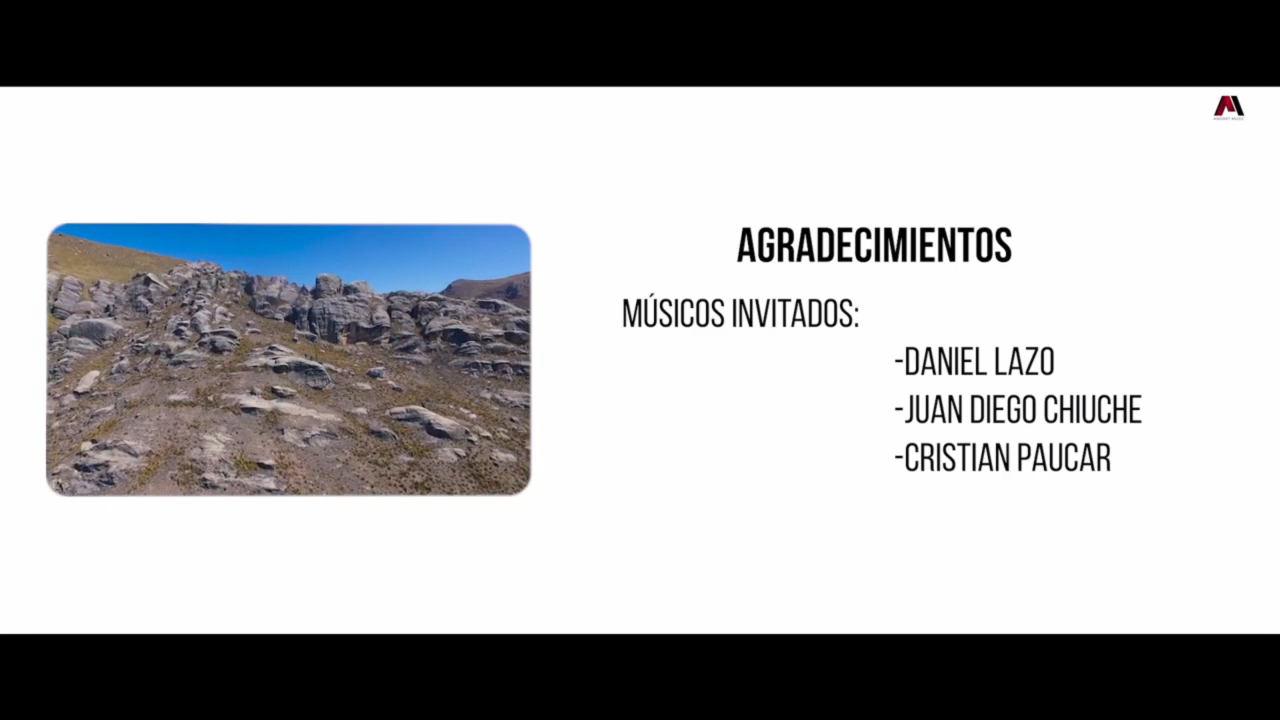 AGRADECIMIENTOS
MÚSICOS INVITADOS:
-DANIEL LAZO
-JUAN DIEGO CHIUCHE
-CRISTIAN PAUCAR